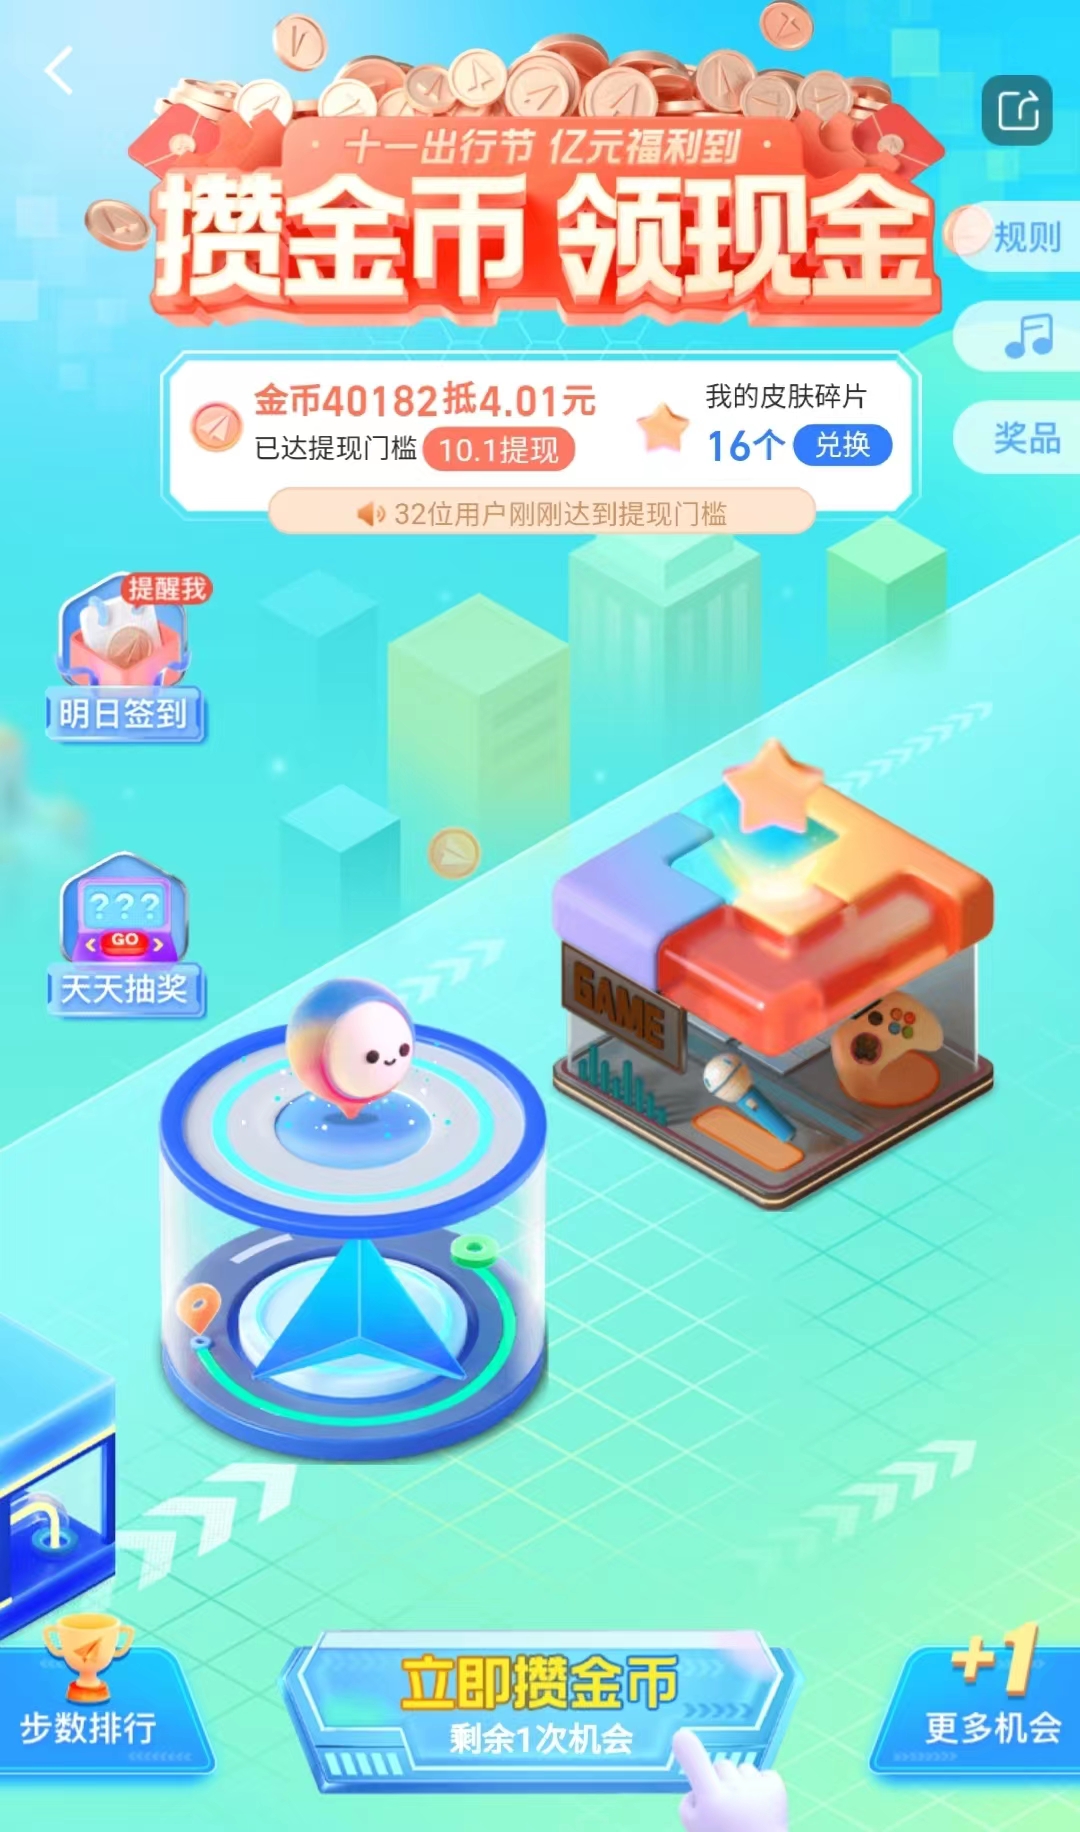 十一出行节 亿元福利到
攒金币 领现金
规则
金币40182抵4.01元
已达提现门槛 10.1提现
我的皮肤碎片
16个 兑换
奖品
32位用户刚刚达到提现门槛
提醒我
明日签到
???
GO
天天抽奖
GAME
立即攒金币
剩余1次机会
步数排行
+1
更多机会